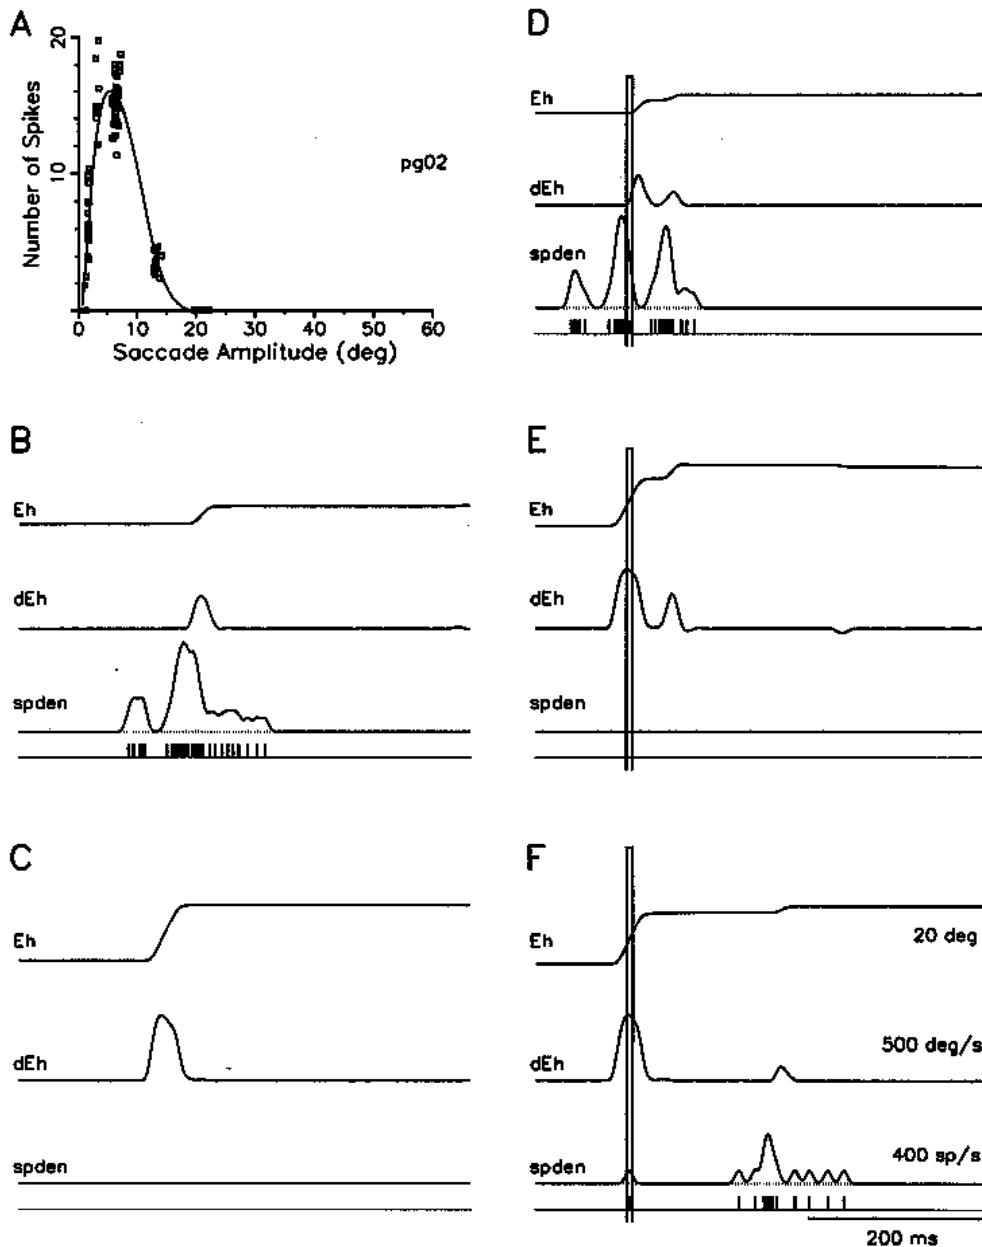 A
20
10
0
Number of Spikes
0 10 20 30 40 50 60
Saccade Amplitude (deg)
pg02
B
Eh
dEh
spden
C
Eh
dEh
spden
D
Eh
dEh
spden
E
Eh
dEh
spden
F
Eh
20 deg
dEh
500 deg/s
spden
400 sp/s
200 ms